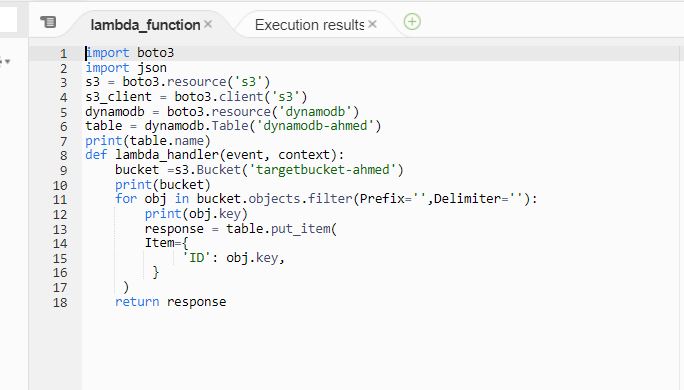 lambda_function × Execution results ×
1 import boto3
2 import json
3 s3 = boto3.resource('s3')
4 s3_client = boto3.client('s3')
5 dynamodb = boto3.resource('dynamodb')
6 table = dynamodb.Table('dynamodb-ahmed')
7 print(table.name)
8 def lambda_handler(event, context):
9     bucket =s3.Bucket('targetbucket-ahmed')
10     print(bucket)
11     for obj in bucket.objects.filter(Prefix='',Delimiter=''):
12         print(obj.key)
13         response = table.put_item(
14         Item={
15              'ID': obj.key,
16          }
17      )
18     return response